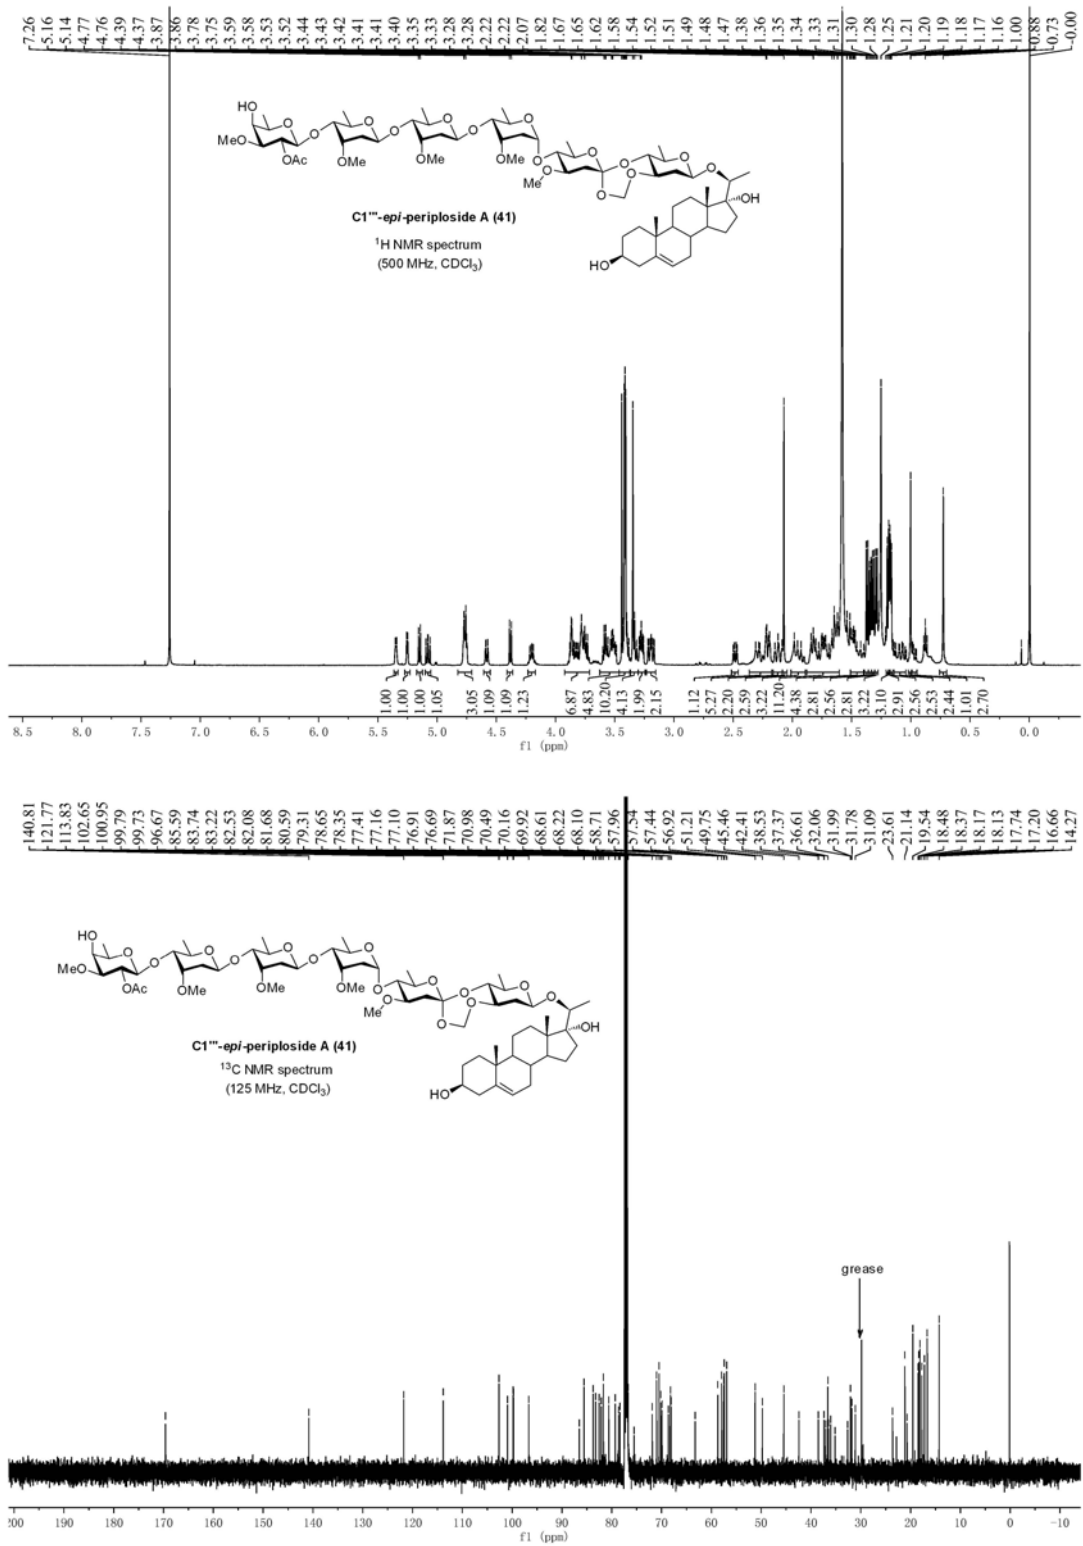 7.26 5.16 5.14 4.77 4.76 4.39 4.37 3.87 3.86 3.78 3.75 3.59 3.58 3.58 3.53 3.52 3.44 3.43 3.42 3.41 3.41 3.40 3.35 3.33 3.28 3.28 2.22 2.22 2.07 1.82 1.67 1.65 1.62 1.58 1.54 1.52 1.51 1.49 1.48 1.47 1.38 1.36 1.35 1.34 1.33 1.31 1.30 1.28 1.25 1.21 1.20 1.19 1.18 1.17 1.16 1.00 0.88 0.73 -0.00
HO
O
O
O
O
O
O
O
MeO
OAc
OMe
OMe
OMe
O
O
O
O
O
MeO
O
OH
C1'''-epi-periploside A (41)
1H NMR spectrum
(500 MHz, CDCl3)
HO
1.00 1.00 1.00 1.05 3.05 1.09 1.09 1.23 6.87 4.83 10.20 4.13 1.99 2.15 1.12 5.27 2.20 2.59 3.22 11.20 4.38 2.81 2.56 2.81 3.22 3.10 2.91 2.56 2.53 2.44 1.01 2.70
8.5 8.0 7.5 7.0 6.5 6.0 5.5 5.0 4.5 4.0 3.5 3.0 2.5 2.0 1.5 1.0 0.5 0.0
f1 (ppm)
140.81 121.77 113.83 102.65 100.95 99.79 99.73 96.67 85.59 83.74 83.22 82.53 82.08 81.68 80.59 79.31 78.65 78.35 77.41 77.16 77.10 76.91 76.69 71.87 70.98 70.49 70.16 69.92 68.61 68.22 68.10 58.71 57.96 57.54 57.44 56.92 51.21 49.75 45.46 42.41 38.53 37.37 36.61 32.06 31.99 31.78 31.09 23.61 21.14 19.54 18.48 18.37 18.17 18.13 17.74 17.20 16.66 14.27
HO
O
O
O
O
O
O
O
MeO
OAc
OMe
OMe
OMe
O
O
O
O
O
MeO
O
OH
C1'''-epi-periploside A (41)
13C NMR spectrum
(125 MHz, CDCl3)
HO
grease
200 190 180 170 160 150 140 130 120 110 100 90 80 70 60 50 40 30 20 10 0 -10
f1 (ppm)